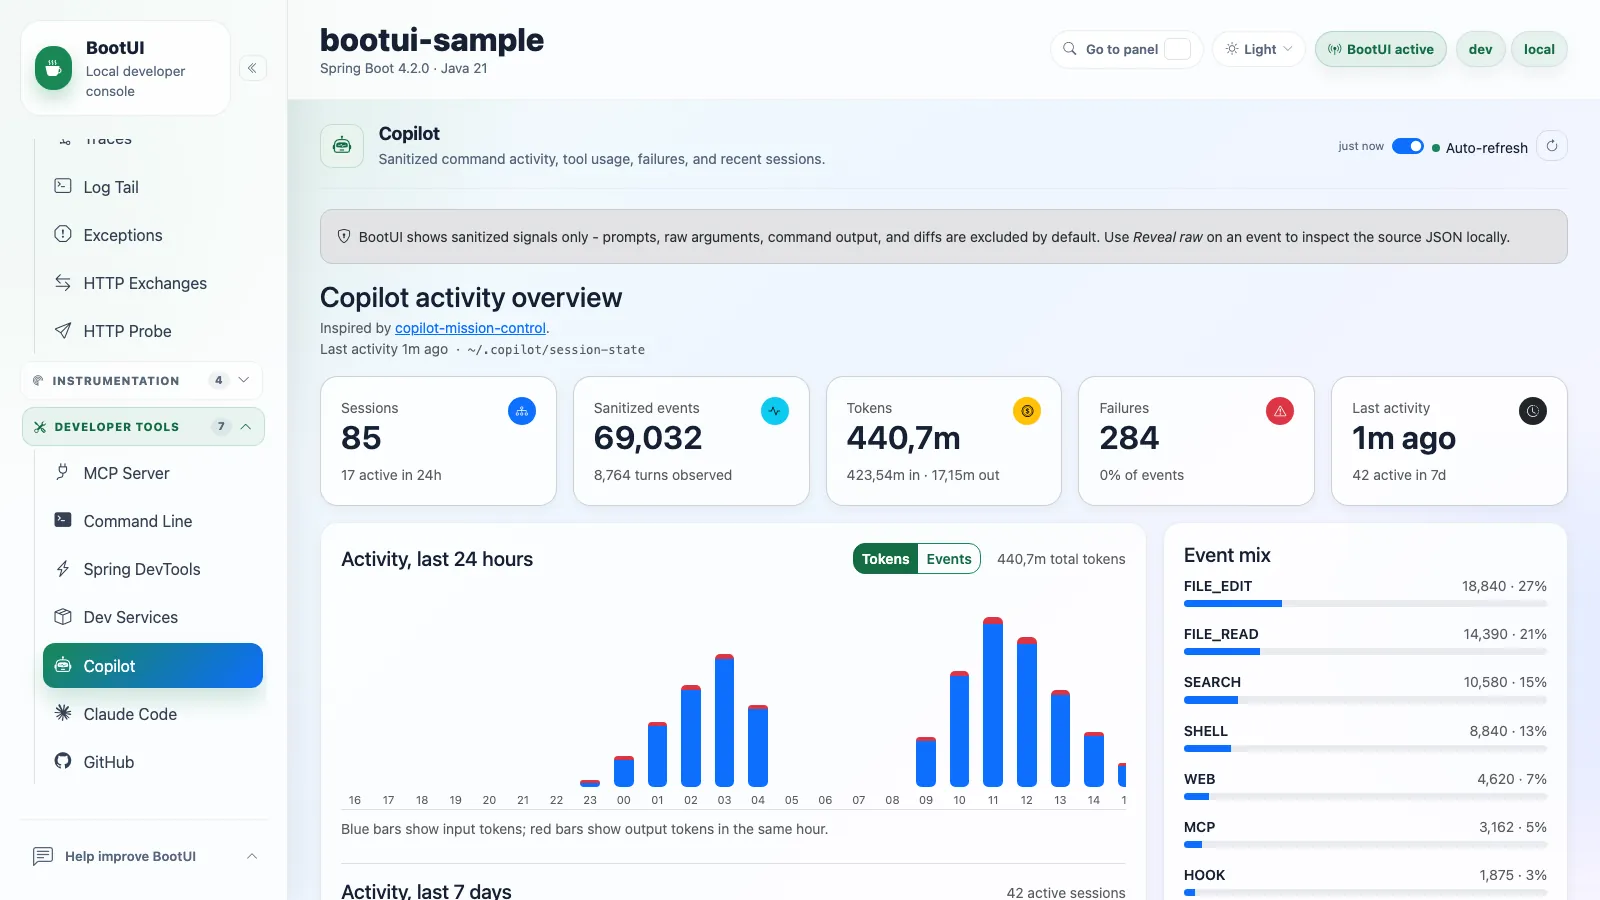 BootUI
Local developer
console
Traces
Log Tail
Exceptions
HTTP Exchanges
HTTP Probe
INSTRUMENTATION 4
DEVELOPER TOOLS 7
MCP Server
Command Line
Spring DevTools
Dev Services
Copilot
Claude Code
GitHub
Help improve BootUI
bootui-sample
Spring Boot 4.2.0 · Java 21
Go to panel
Light
BootUI active
dev
local
Copilot
Sanitized command activity, tool usage, failures, and recent sessions.
just now
Auto-refresh
BootUI shows sanitized signals only - prompts, raw arguments, command output, and diffs are excluded by default. Use Reveal raw on an event to inspect the source JSON locally.
Copilot activity overview
Inspired by copilot-mission-control.
Last activity 1m ago · ~/.copilot/session-state
Sessions
85
17 active in 24h
Sanitized events
69,032
8,764 turns observed
Tokens
440,7m
423,54m in · 17,15m out
Failures
284
0% of events
Last activity
1m ago
42 active in 7d
Activity, last 24 hours
Tokens Events 440,7m total tokens
16 17 18 19 20 21 22 23 00 01 02 03 04 05 06 07 08 09 10 11 12 13 14 1
Blue bars show input tokens; red bars show output tokens in the same hour.
Activity, last 7 days
42 active sessions
Event mix
FILE_EDIT 18,840 · 27%
FILE_READ 14,390 · 21%
SEARCH 10,580 · 15%
SHELL 8,840 · 13%
WEB 4,620 · 7%
MCP 3,162 · 5%
HOOK 1,875 · 3%